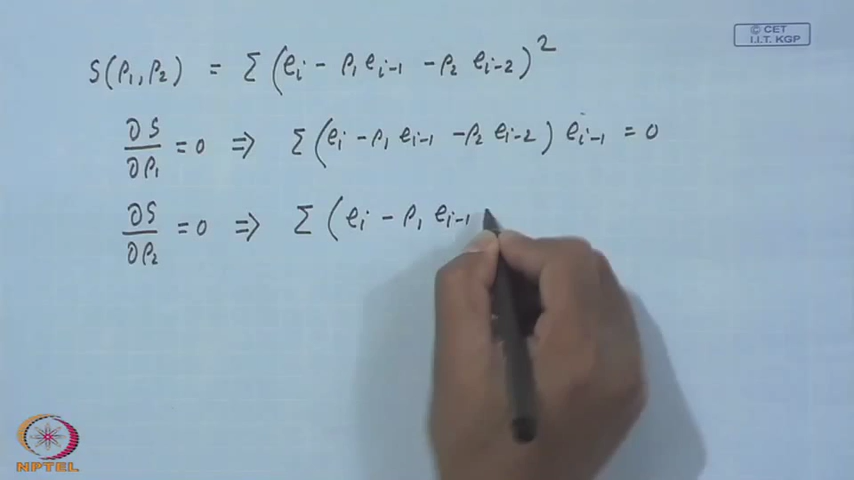 © CET
I.I.T. KGP
S(ρ₁, ρ₂) = Σ (eᵢ − ρ₁ eᵢ₋₁ − ρ₂ eᵢ₋₂)²
∂S/∂ρ₁ = 0 ⇒ Σ (eᵢ − ρ₁ eᵢ₋₁ − ρ₂ eᵢ₋₂) eᵢ₋₁ = 0
∂S/∂ρ₂ = 0 ⇒ Σ (eᵢ − ρ₁ eᵢ₋₁
NPTEL